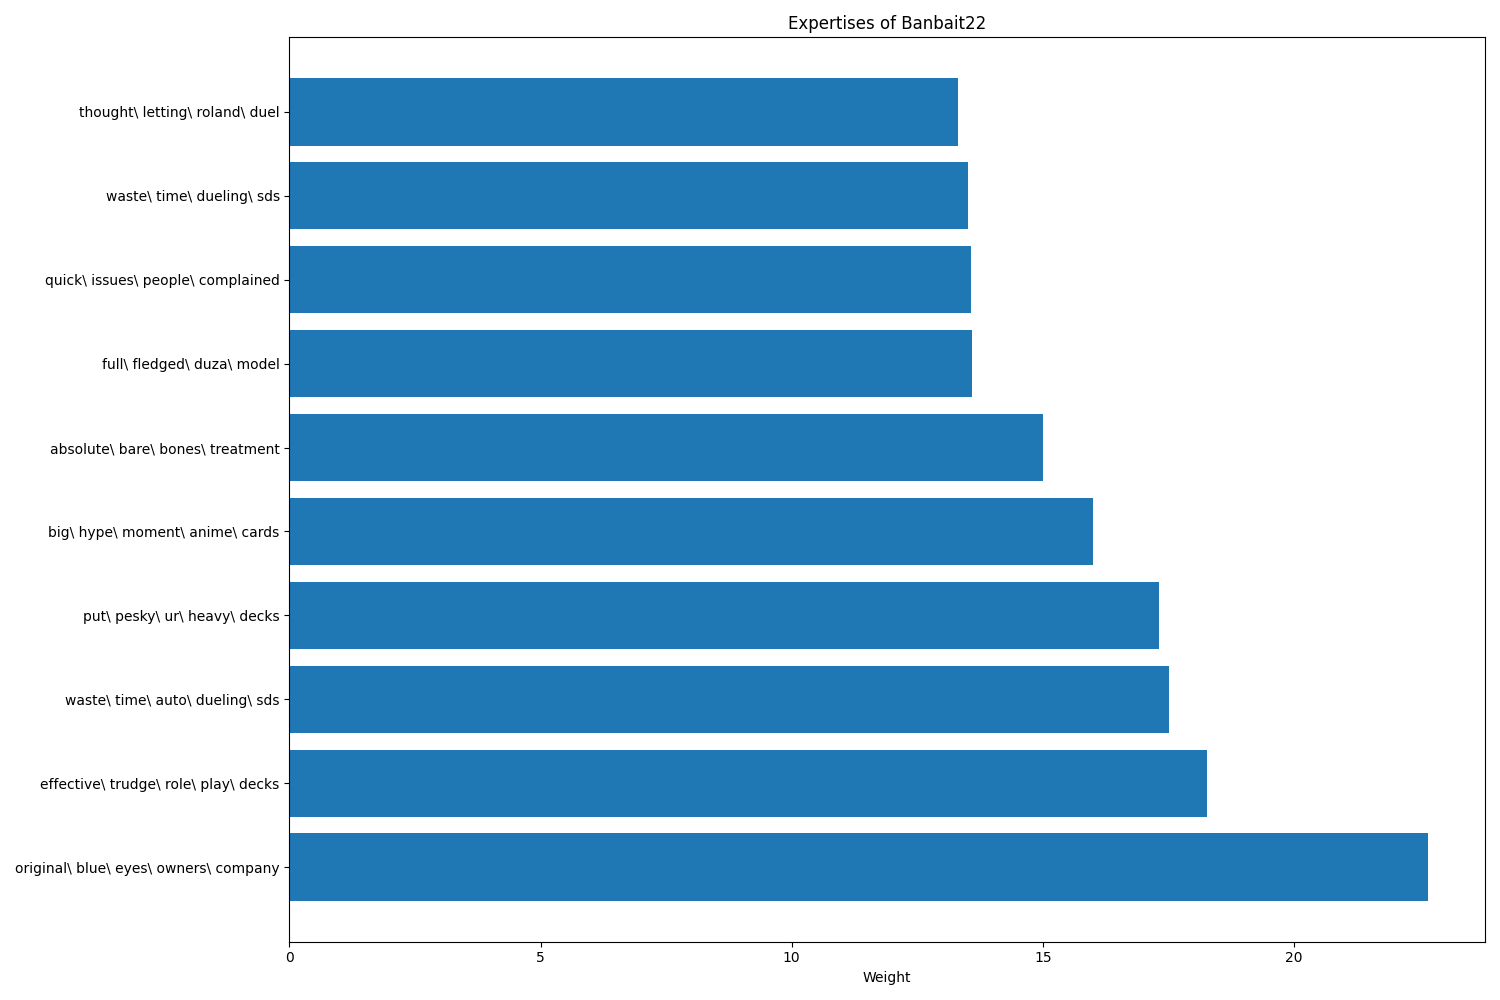 Expertises of Banbait22
thought\ letting\ roland\ duel
waste\ time\ dueling\ sds
quick\ issues\ people\ complained
full\ fledged\ duza\ model
absolute\ bare\ bones\ treatment
big\ hype\ moment\ anime\ cards
put\ pesky\ ur\ heavy\ decks
waste\ time\ auto\ dueling\ sds
effective\ trudge\ role\ play\ decks
original\ blue\ eyes\ owners\ company
0 5 10 15 20
Weight